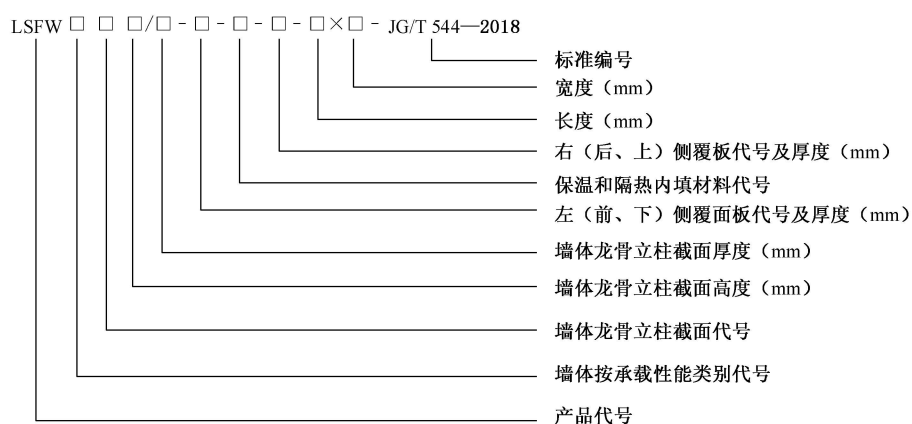 LSFW □ □ □/□-□-□-□-□×□- JG/T 544—2018
标准编号
宽度（mm）
长度（mm）
右（后、上）侧覆板代号及厚度（mm）
保温和隔热内填材料代号
左（前、下）侧覆面板代号及厚度（mm）
墙体龙骨立柱截面厚度（mm）
墙体龙骨立柱截面高度（mm）
墙体龙骨立柱截面代号
墙体按承载性能类别代号
产品代号